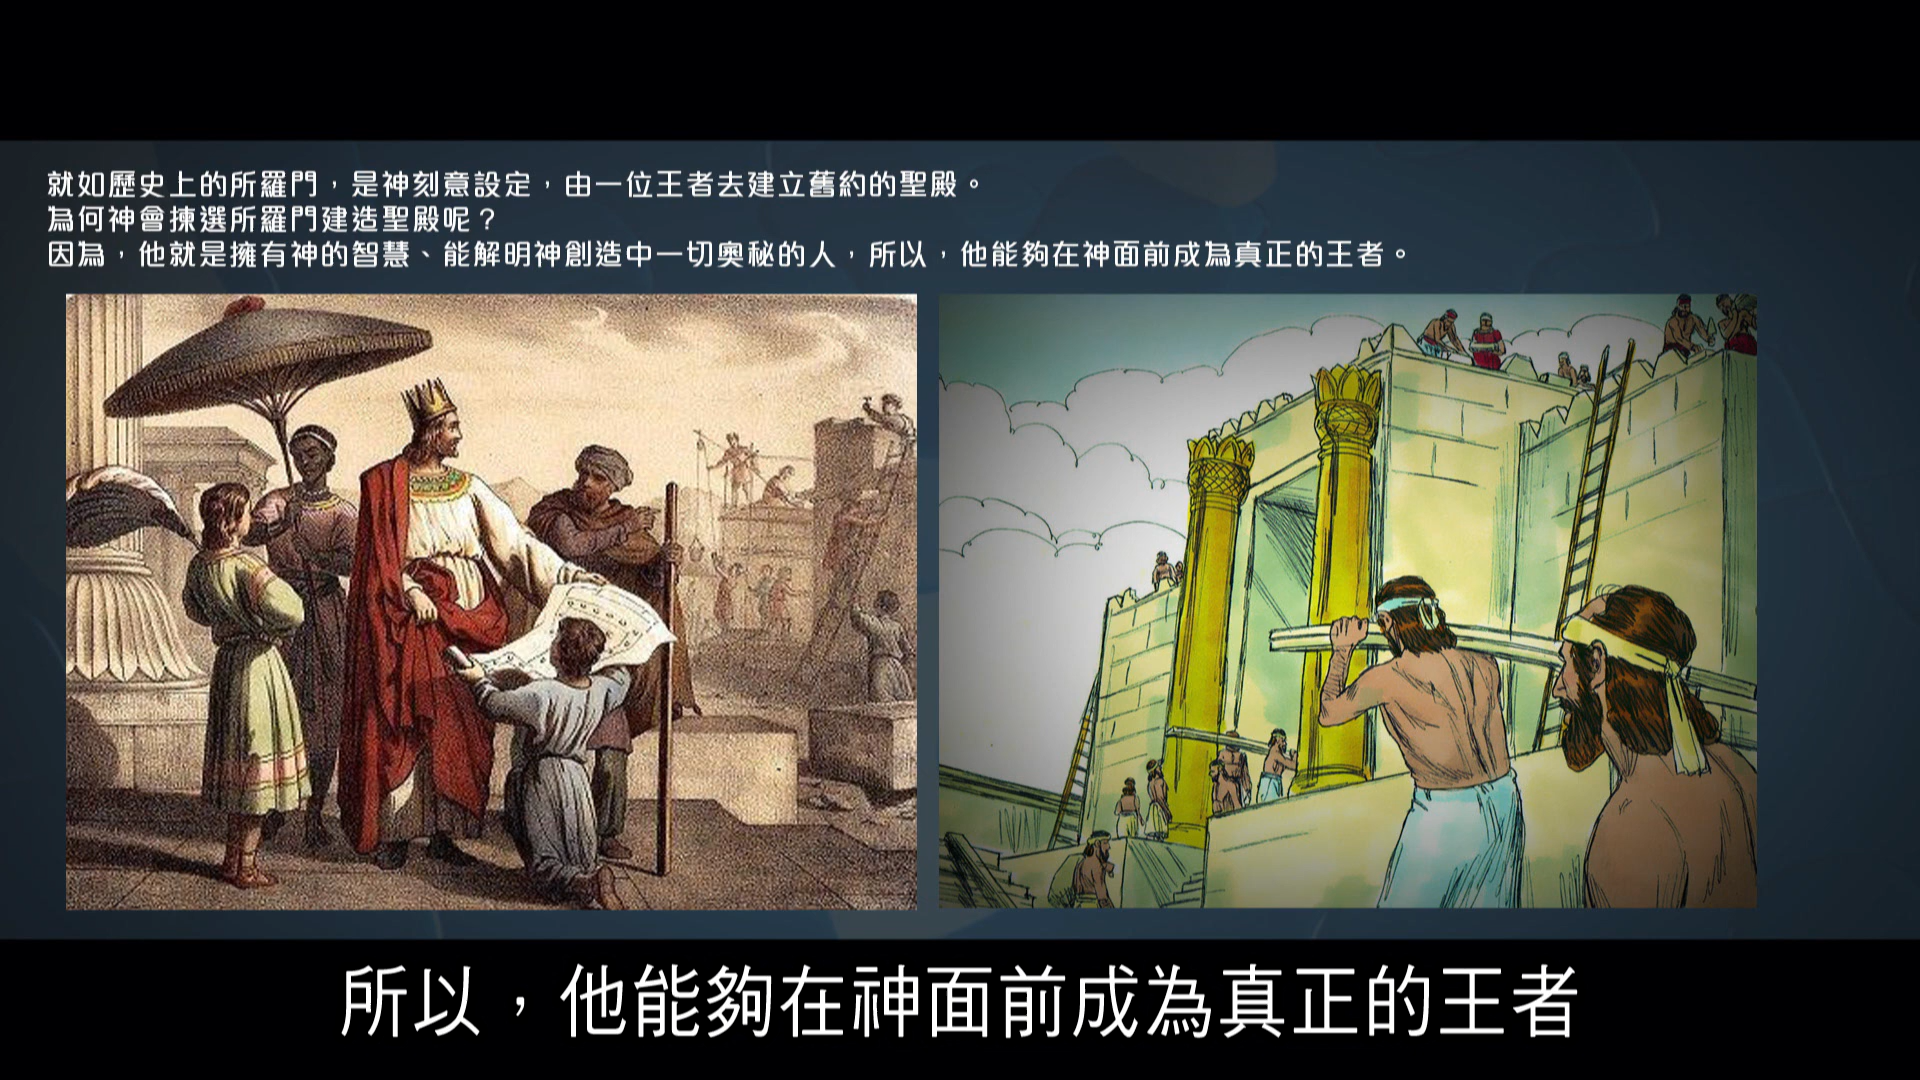 就如歷史上的所羅門，是神刻意設定，由一位王者去建立舊約的聖殿。
為何神會揀選所羅門建造聖殿呢？
因為，他就是擁有神的智慧、能解明神創造中一切奧秘的人，所以，他能夠在神面前成為真正的王者。
所以，他能夠在神面前成為真正的王者